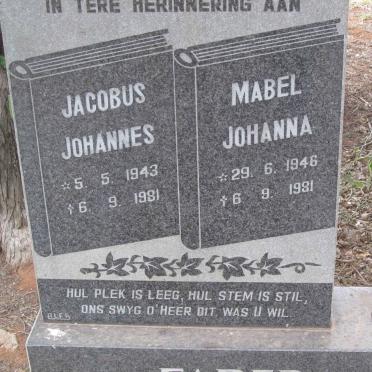 IN TERE HERINNERING AAN
JACOBUS
JOHANNES
☆ 5. 5. 1943
✝ 6. 9. 1981
MABEL
JOHANNA
☆ 29. 6. 1946
✝ 6. 9. 1981
HUL PLEK IS LEEG, HUL STEM IS STIL,
ONS SWYG O'HEER DIT WAS U WIL.